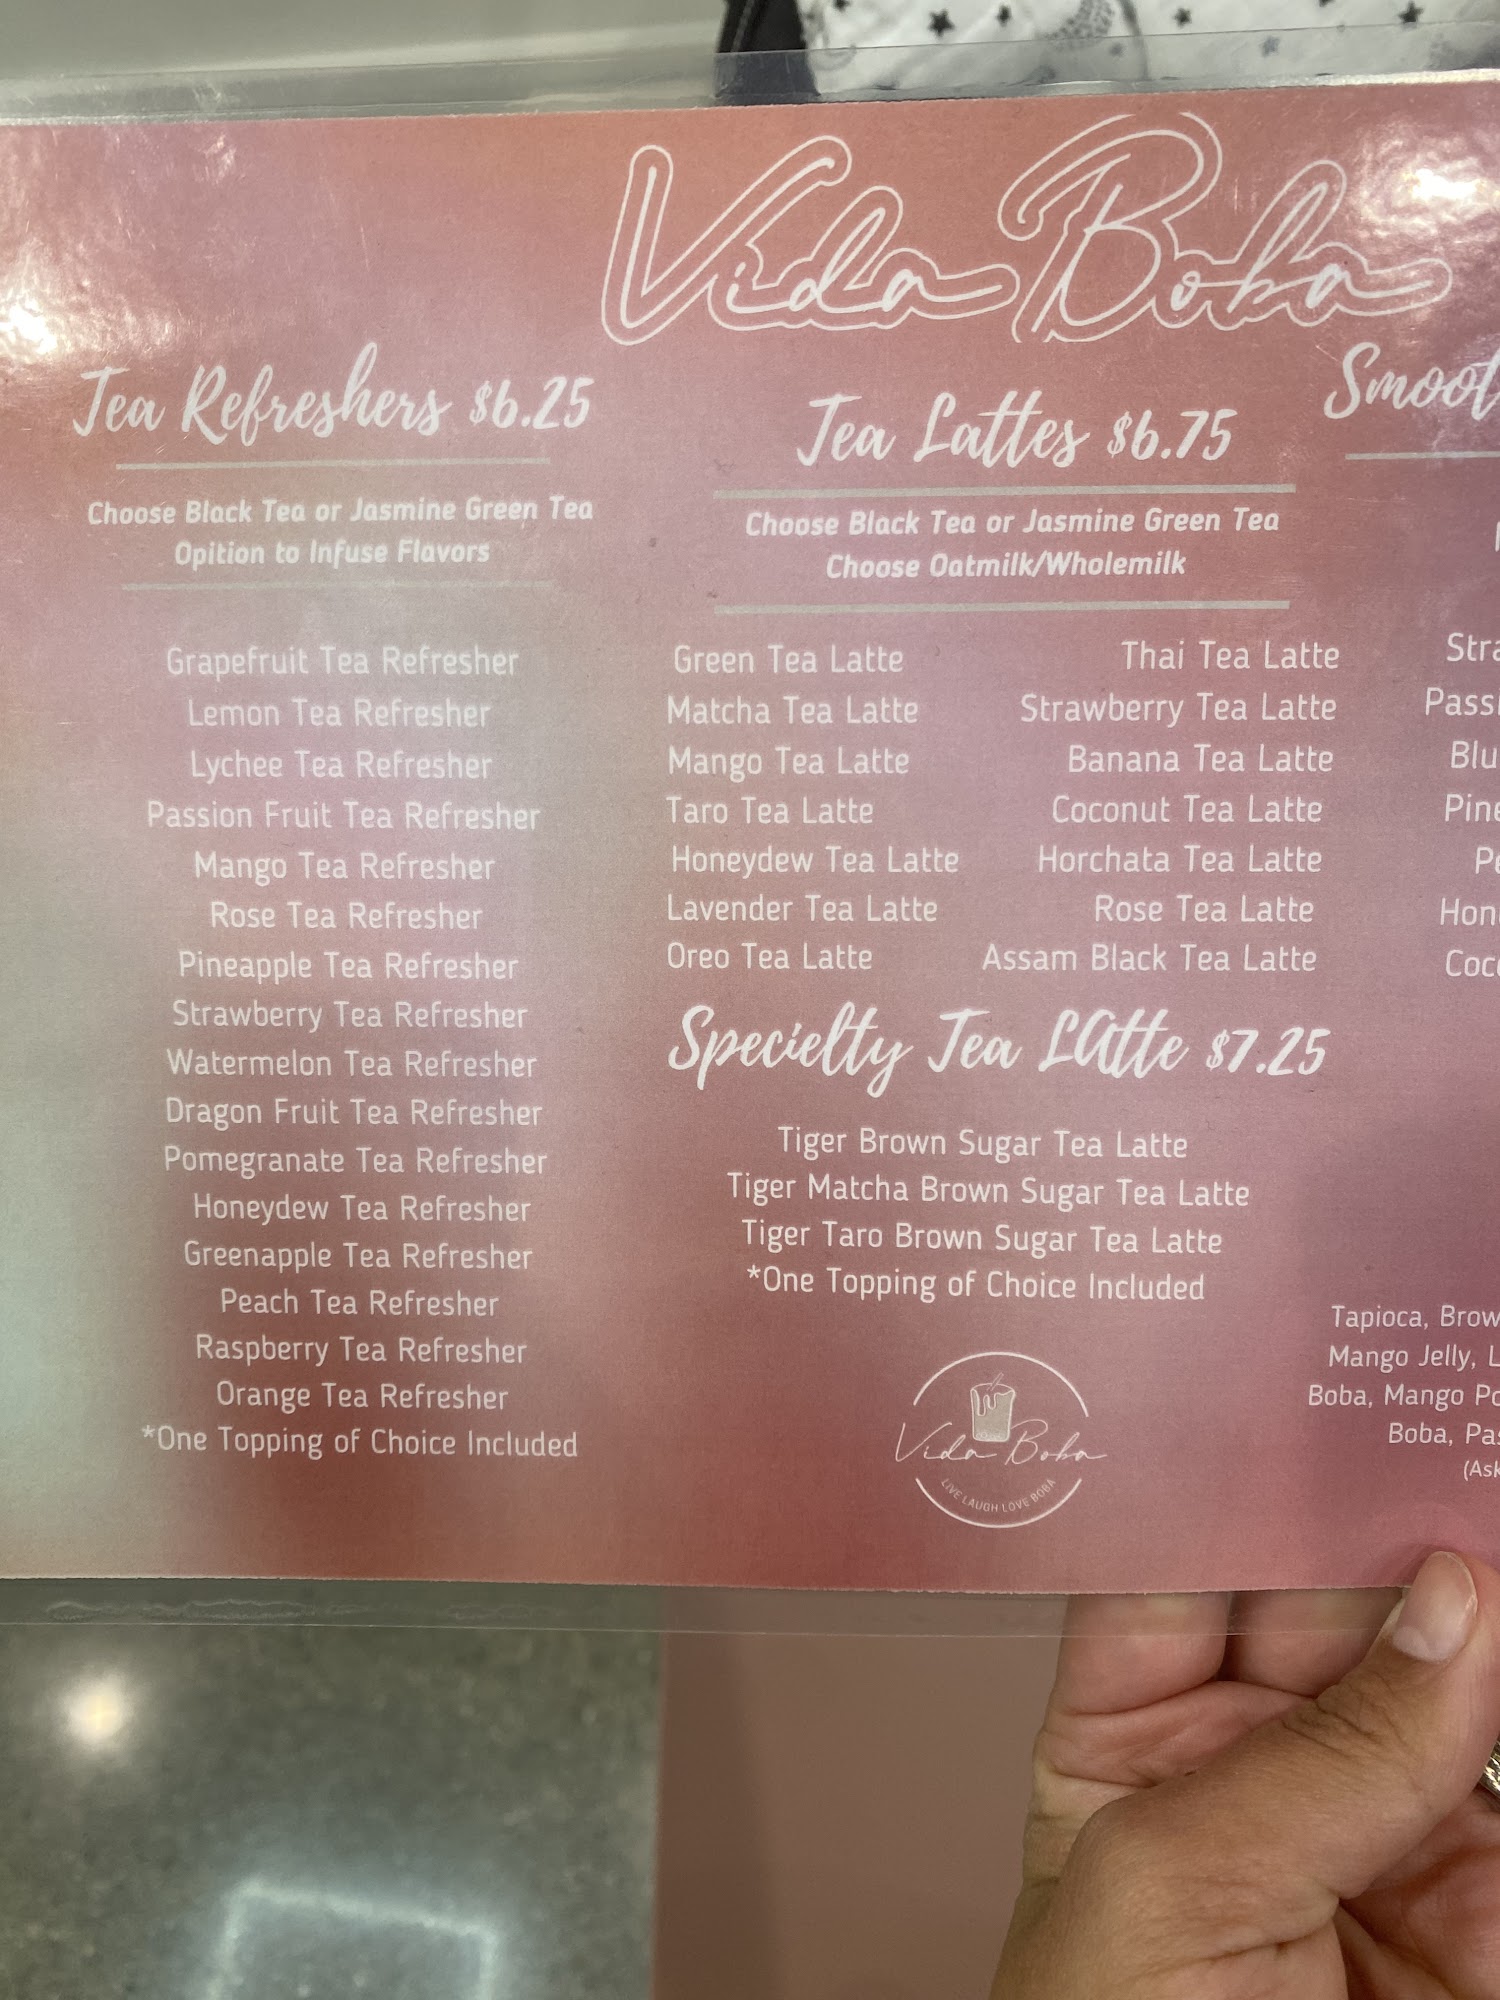 Vida Boba
Tea Refreshers $6.25
Choose Black Tea or Jasmine Green Tea
Opition to Infuse Flavors
Grapefruit Tea Refresher
Lemon Tea Refresher
Lychee Tea Refresher
Passion Fruit Tea Refresher
Mango Tea Refresher
Rose Tea Refresher
Pineapple Tea Refresher
Strawberry Tea Refresher
Watermelon Tea Refresher
Dragon Fruit Tea Refresher
Pomegranate Tea Refresher
Honeydew Tea Refresher
Greenapple Tea Refresher
Peach Tea Refresher
Raspberry Tea Refresher
Orange Tea Refresher
*One Topping of Choice Included
Tea Lattes $6.75
Choose Black Tea or Jasmine Green Tea
Choose Oatmilk/Wholemilk
Green Tea Latte
Matcha Tea Latte
Mango Tea Latte
Taro Tea Latte
Honeydew Tea Latte
Lavender Tea Latte
Oreo Tea Latte
Thai Tea Latte
Strawberry Tea Latte
Banana Tea Latte
Coconut Tea Latte
Horchata Tea Latte
Rose Tea Latte
Assam Black Tea Latte
Specielty Tea LAtte $7.25
Tiger Brown Sugar Tea Latte
Tiger Matcha Brown Sugar Tea Latte
Tiger Taro Brown Sugar Tea Latte
*One Topping of Choice Included
Vida Boba
LIVE LAUGH LOVE BOBA
Tapioca,
Mango Jelly,
Boba, Mango
Boba,